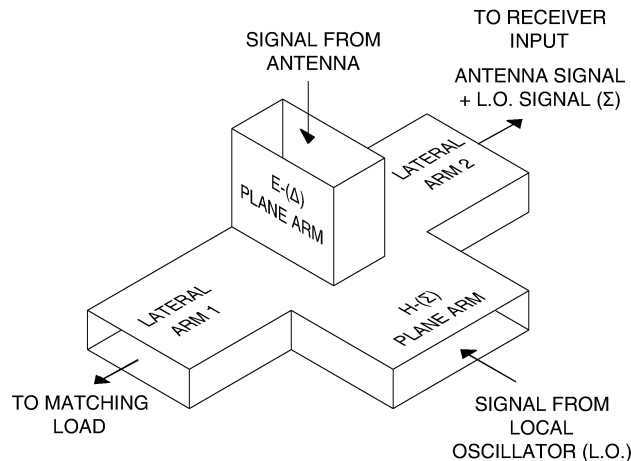 TO RECEIVER
INPUT
SIGNAL FROM
ANTENNA
ANTENNA SIGNAL
+ L.O. SIGNAL (Σ)
LATERAL
ARM 2
E-(Δ)
PLANE ARM
LATERAL
ARM 1
H-(Σ)
PLANE ARM
TO MATCHING
LOAD
SIGNAL FROM
LOCAL
OSCILLATOR (L.O.)